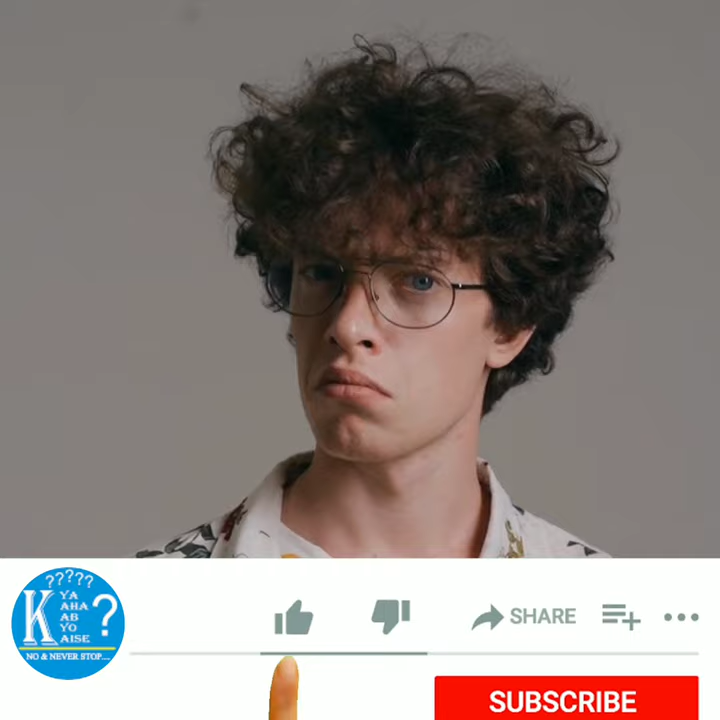 ?????
K YA ?
AHA
AB
YO
AISE
NO & NEVER STOP....
SHARE
SUBSCRIBE